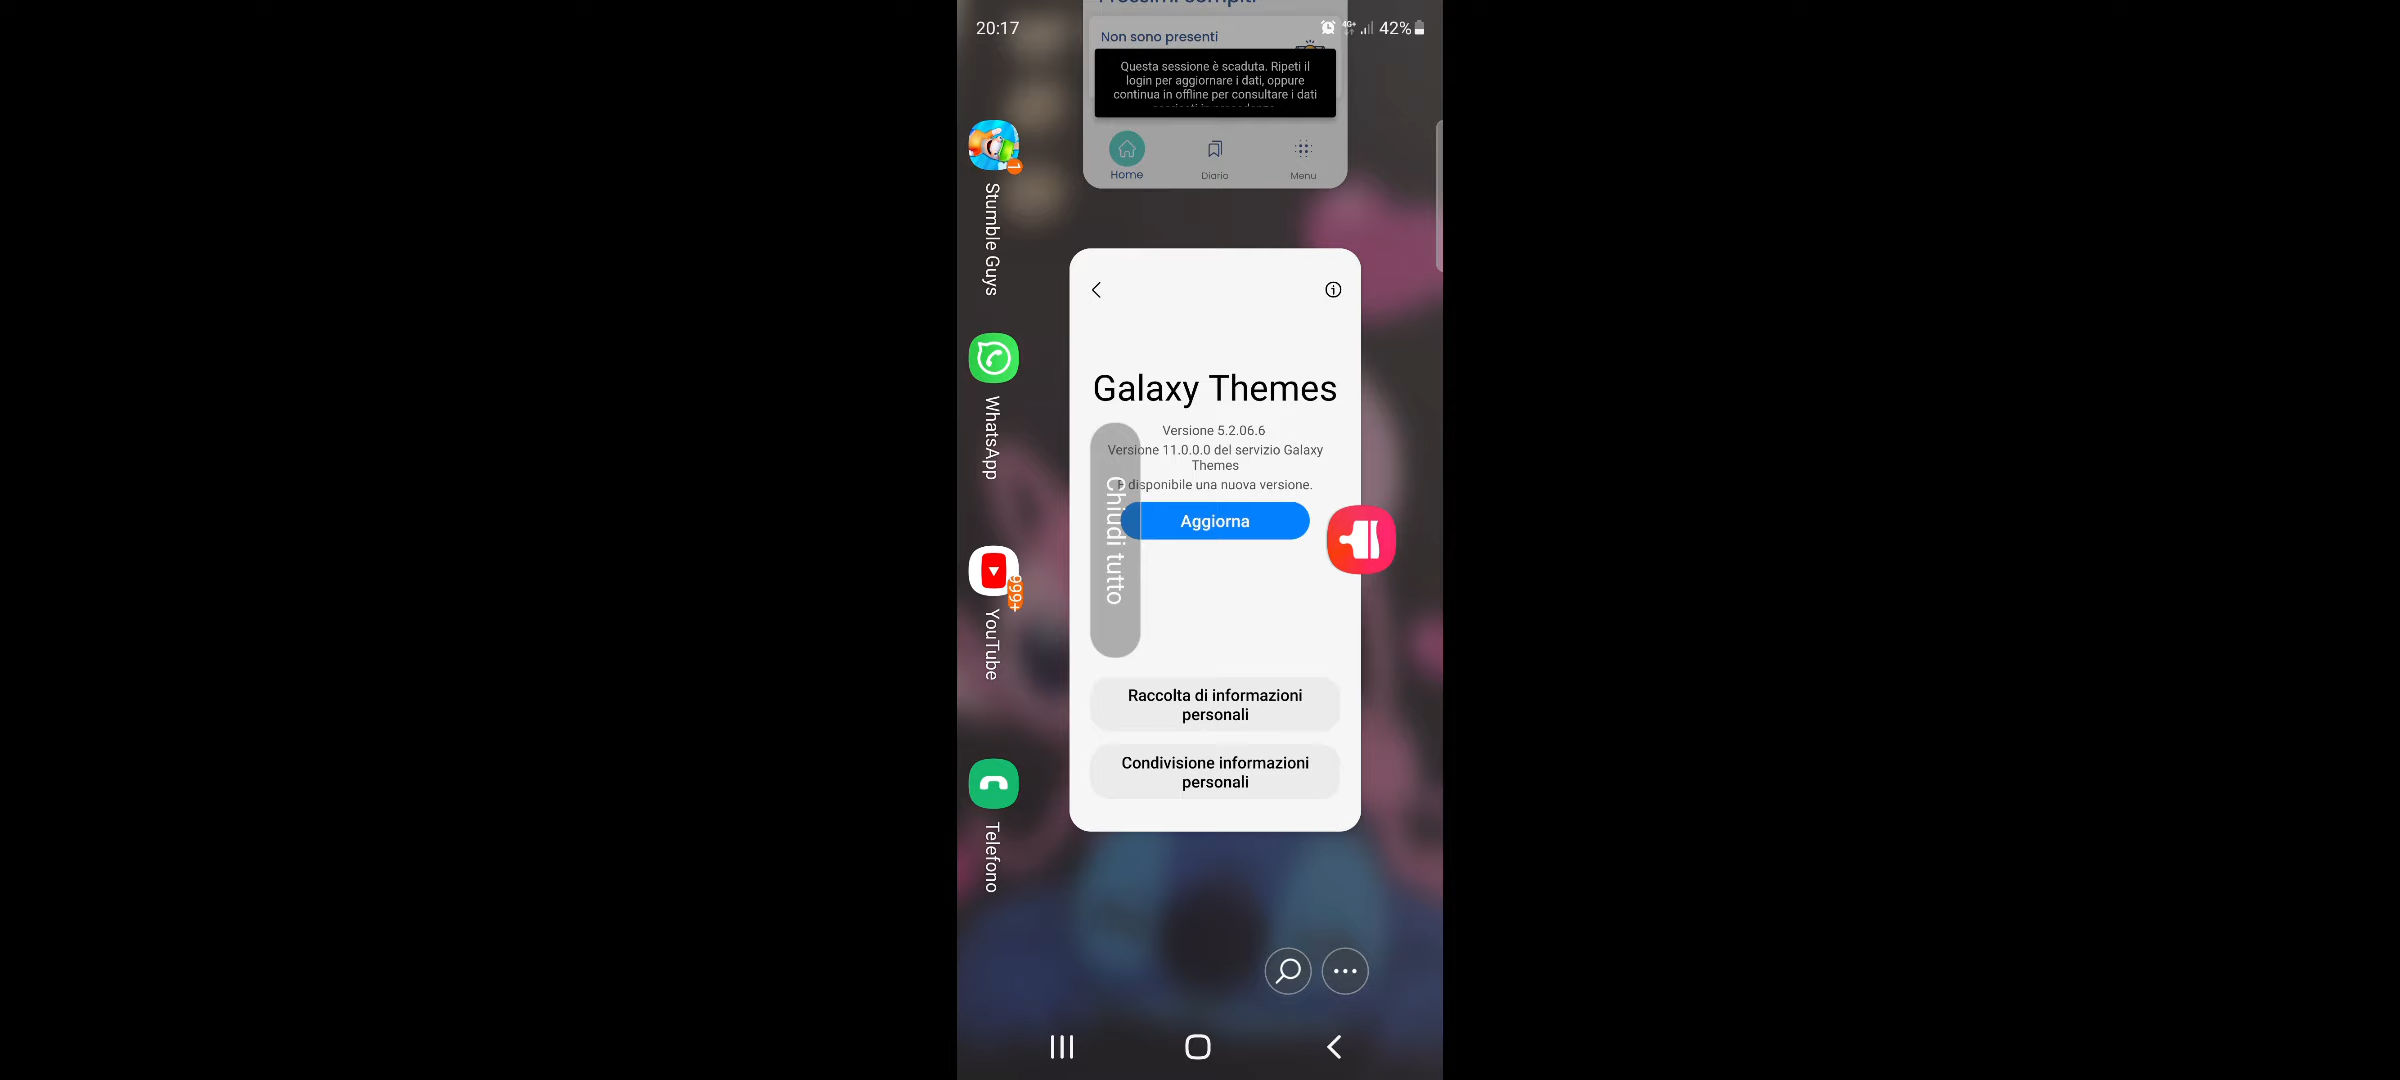 20:17
4G+
42%
Non sono presenti
Questa sessione è scaduta. Ripeti il
login per aggiornare i dati, oppure
continua in offline per consultare i dati
Home
Diario
Menu
1
Stumble Guys
WhatsApp
999+
YouTube
Telefono
Galaxy Themes
Versione 5.2.06.6
Versione 11.0.0.0 del servizio Galaxy
Themes
disponibile una nuova versione.
Aggiorna
Chiudi tutto
Raccolta di informazioni
personali
Condivisione informazioni
personali